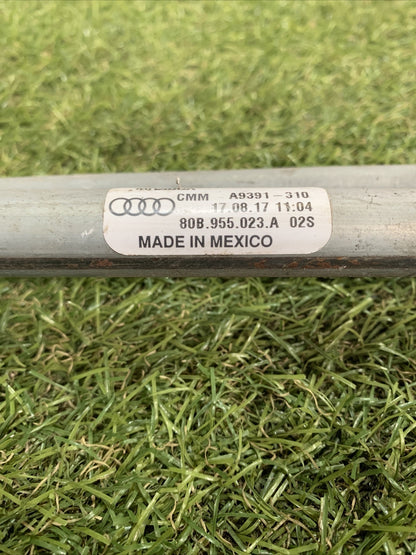 CMM A9391-310
17.08.17 11:04
80B.955.023.A 02S
MADE IN MEXICO